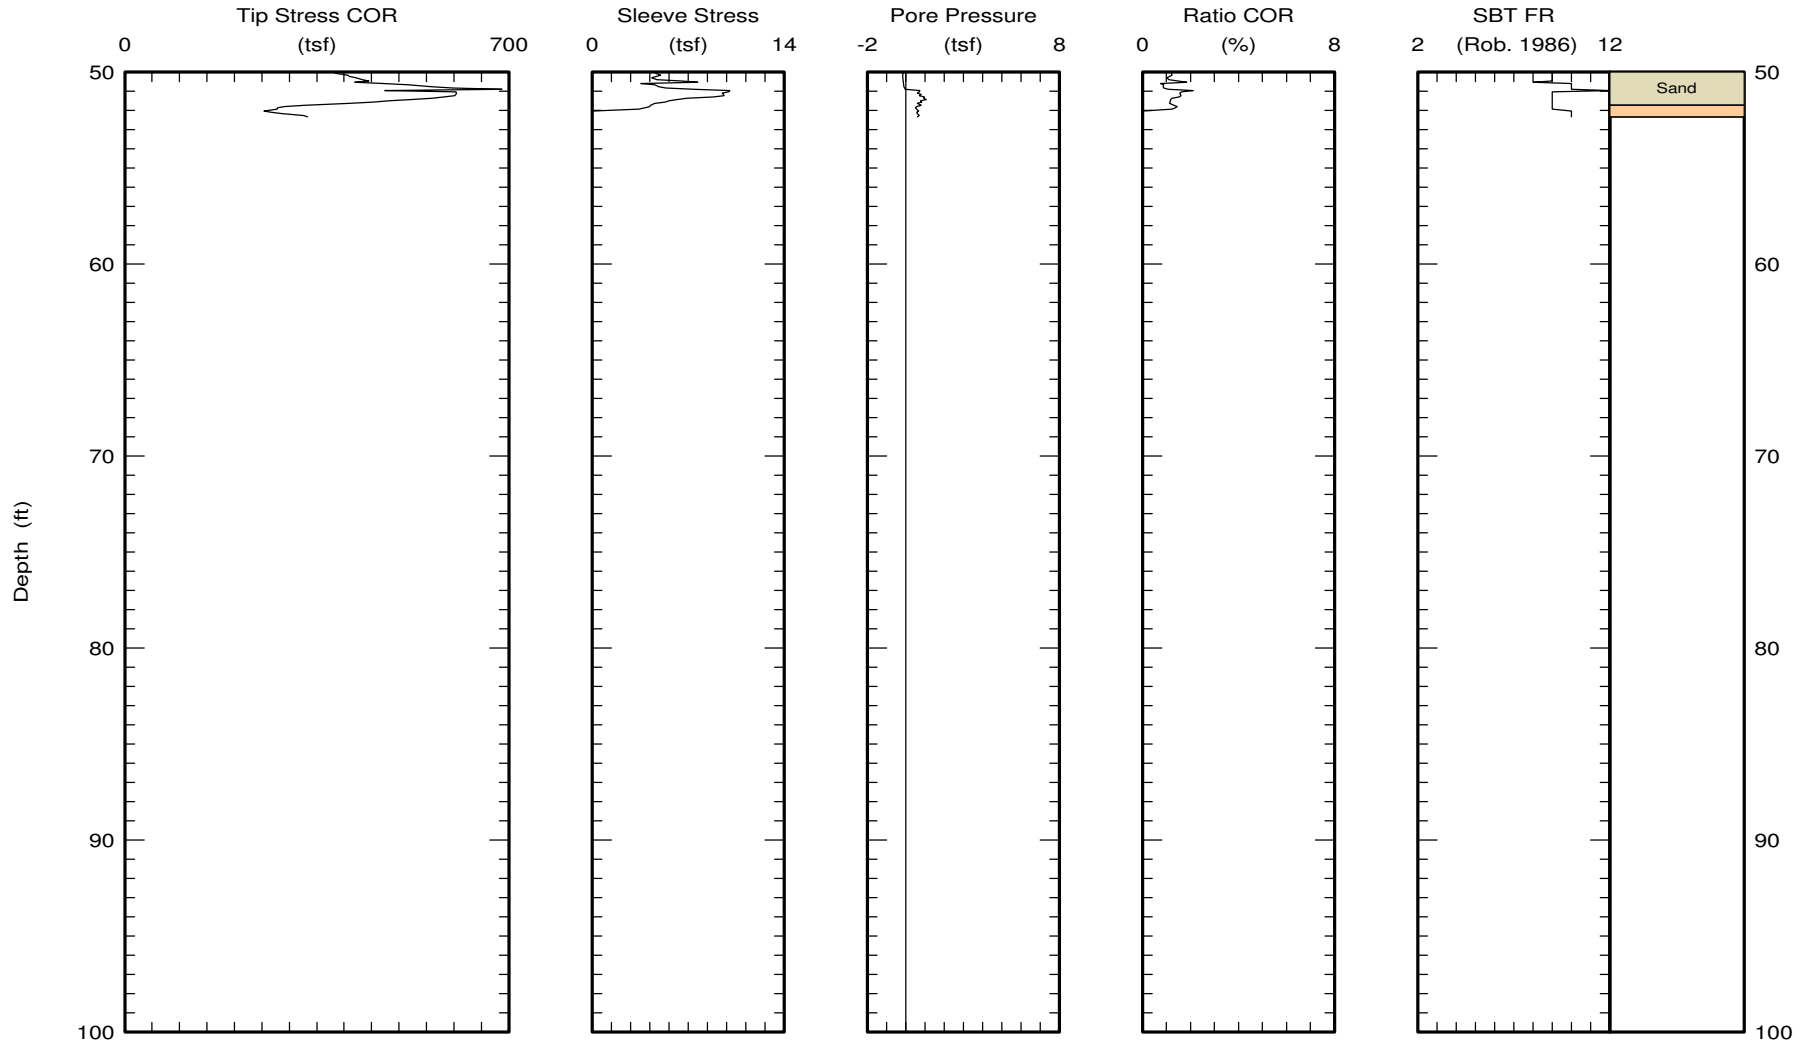 Tip Stress COR Sleeve Stress Pore Pressure Ratio COR SBT FR
0 (tsf) 700 0 (tsf) 14 -2 (tsf) 8 0 (%) 8 2 (Rob. 1986) 12
50 50
Sand
60 60
70 70
Depth (ft)
80 80
90 90
100 100